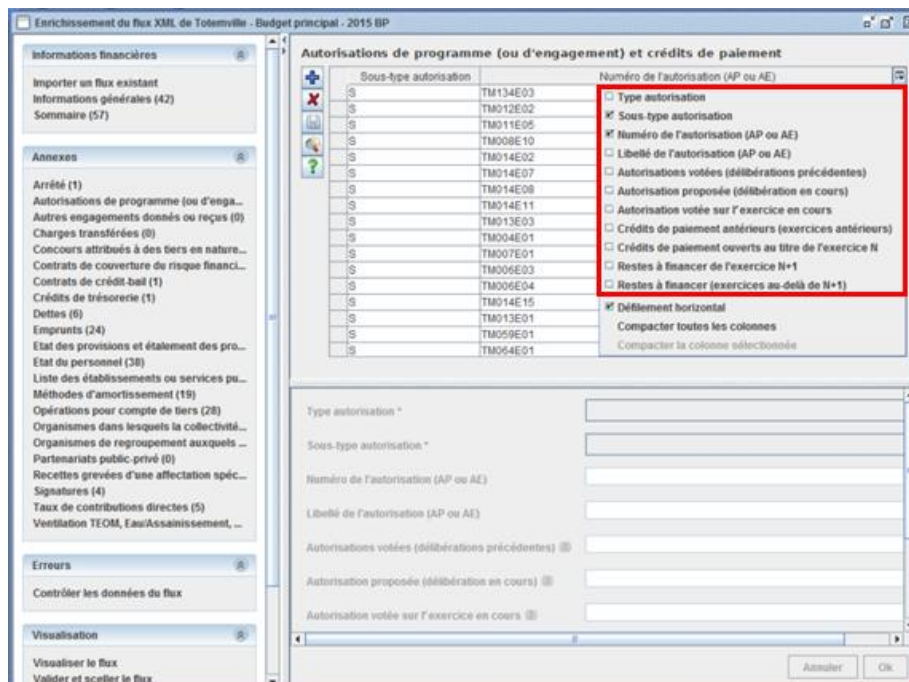 Enrichissement du flux XML de Totemville - Budget principal - 2015 BP
Informations financières
Importer un flux existant
Informations générales (42)
Sommaire (57)
Annexes
Arrêté (1)
Autorisations de programme (ou d'enga...
Autres engagements donnés ou reçus (0)
Charges transférées (0)
Concours attribués à des tiers en nature...
Contrats de couverture du risque financi...
Contrats de crédit-bail (1)
Crédits de trésorerie (1)
Dettes (6)
Emprunts (24)
Etat des provisions et étalement des pro...
Etat du personnel (38)
Liste des établissements ou services pu...
Méthodes d'amortissement (19)
Opérations pour compte de tiers (28)
Organismes dans lesquels la collectivité...
Organismes de regroupement auxquels ...
Partenariats public-privé (0)
Recettes grevées d'une affectation spéc...
Signatures (4)
Taux de contributions directes (5)
Ventilation TEOM, Eau/Assainissement, ...
Erreurs
Contrôler les données du flux
Visualisation
Visualiser le flux
Valider et sceller le flux
Autorisations de programme (ou d'engagement) et crédits de paiement
Sous-type autorisation Numéro de l'autorisation (AP ou AE)
S TM134E03
S TM012E02
S TM011E05
S TM008E10
S TM014E02
S TM014E07
S TM014E08
S TM014E11
S TM013E03
S TM004E01
S TM007E01
S TM006E03
S TM006E04
S TM014E15
S TM013E01
S TM059E01
S TM064E01
Type autorisation
Sous-type autorisation
Numéro de l'autorisation (AP ou AE)
Libellé de l'autorisation (AP ou AE)
Autorisations votées (délibérations précédentes)
Autorisation proposée (délibération en cours)
Autorisation votée sur l'exercice en cours
Crédits de paiement antérieurs (exercices antérieurs)
Crédits de paiement ouverts au titre de l'exercice N
Restes à financer de l'exercice N+1
Restes à financer (exercices au-delà de N+1)
Défilement horizontal
Compacter toutes les colonnes
Compacter la colonne sélectionnée
Type autorisation *
Sous-type autorisation *
Numéro de l'autorisation (AP ou AE)
Libellé de l'autorisation (AP ou AE)
Autorisations votées (délibérations précédentes)
Autorisation proposée (délibération en cours)
Autorisation votée sur l'exercice en cours
Annuler Ok